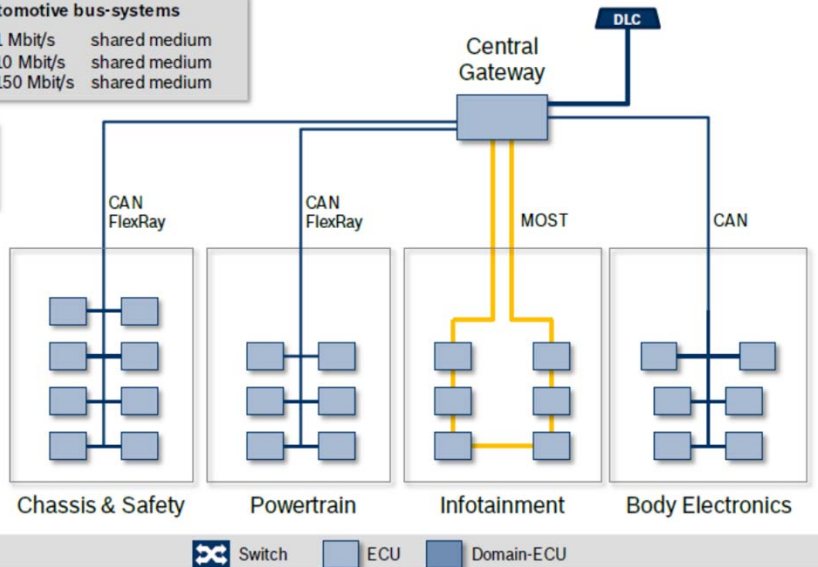 tomotive bus-systems
1 Mbit/s shared medium
10 Mbit/s shared medium
150 Mbit/s shared medium
DLC
Central
Gateway
CAN
FlexRay
CAN
FlexRay
MOST
CAN
Chassis & Safety
Powertrain
Infotainment
Body Electronics
Switch
ECU
Domain-ECU